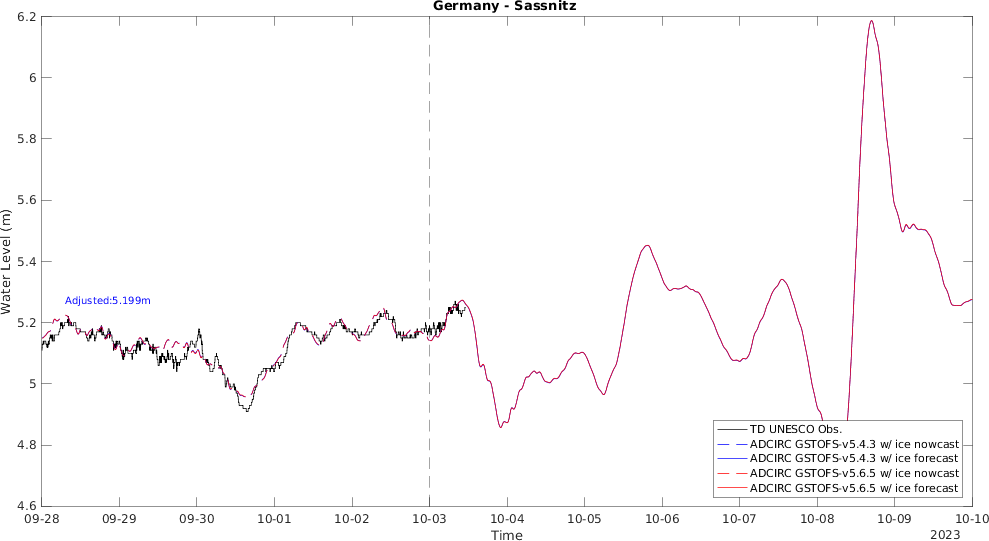 Germany - Sassnitz
6.2
6
5.8
5.6
5.4
5.2
5
4.8
4.6
Water Level (m)
Adjusted:5.199m
TD UNESCO Obs.
ADCIRC GSTOFS-v5.4.3 w/ ice nowcast
ADCIRC GSTOFS-v5.4.3 w/ ice forecast
ADCIRC GSTOFS-v5.6.5 w/ ice nowcast
ADCIRC GSTOFS-v5.6.5 w/ ice forecast
09-28 09-29 09-30 10-01 10-02 10-03 10-04 10-05 10-06 10-07 10-08 10-09 10-10
Time
2023